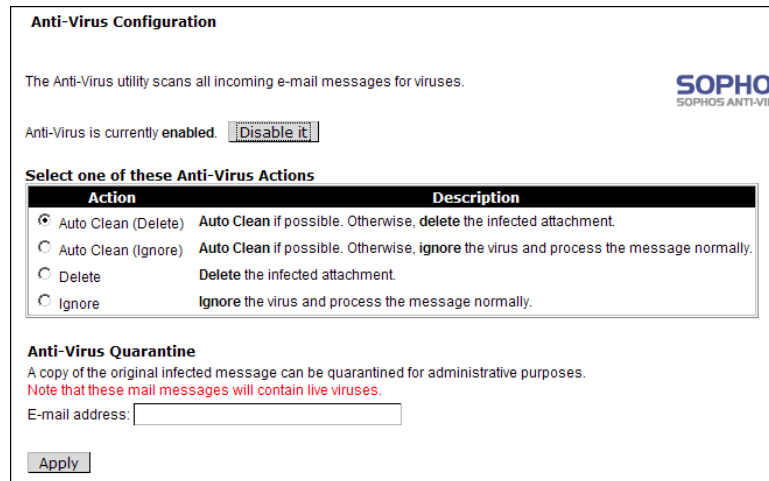 Anti-Virus Configuration
The Anti-Virus utility scans all incoming e-mail messages for viruses.
SOPHO
SOPHOS ANTI-VI
Anti-Virus is currently enabled. Disable it
Select one of these Anti-Virus Actions
Action Description
Auto Clean (Delete) Auto Clean if possible. Otherwise, delete the infected attachment.
Auto Clean (Ignore) Auto Clean if possible. Otherwise, ignore the virus and process the message normally.
Delete Delete the infected attachment.
Ignore Ignore the virus and process the message normally.
Anti-Virus Quarantine
A copy of the original infected message can be quarantined for administrative purposes.
Note that these mail messages will contain live viruses.
E-mail address:
Apply